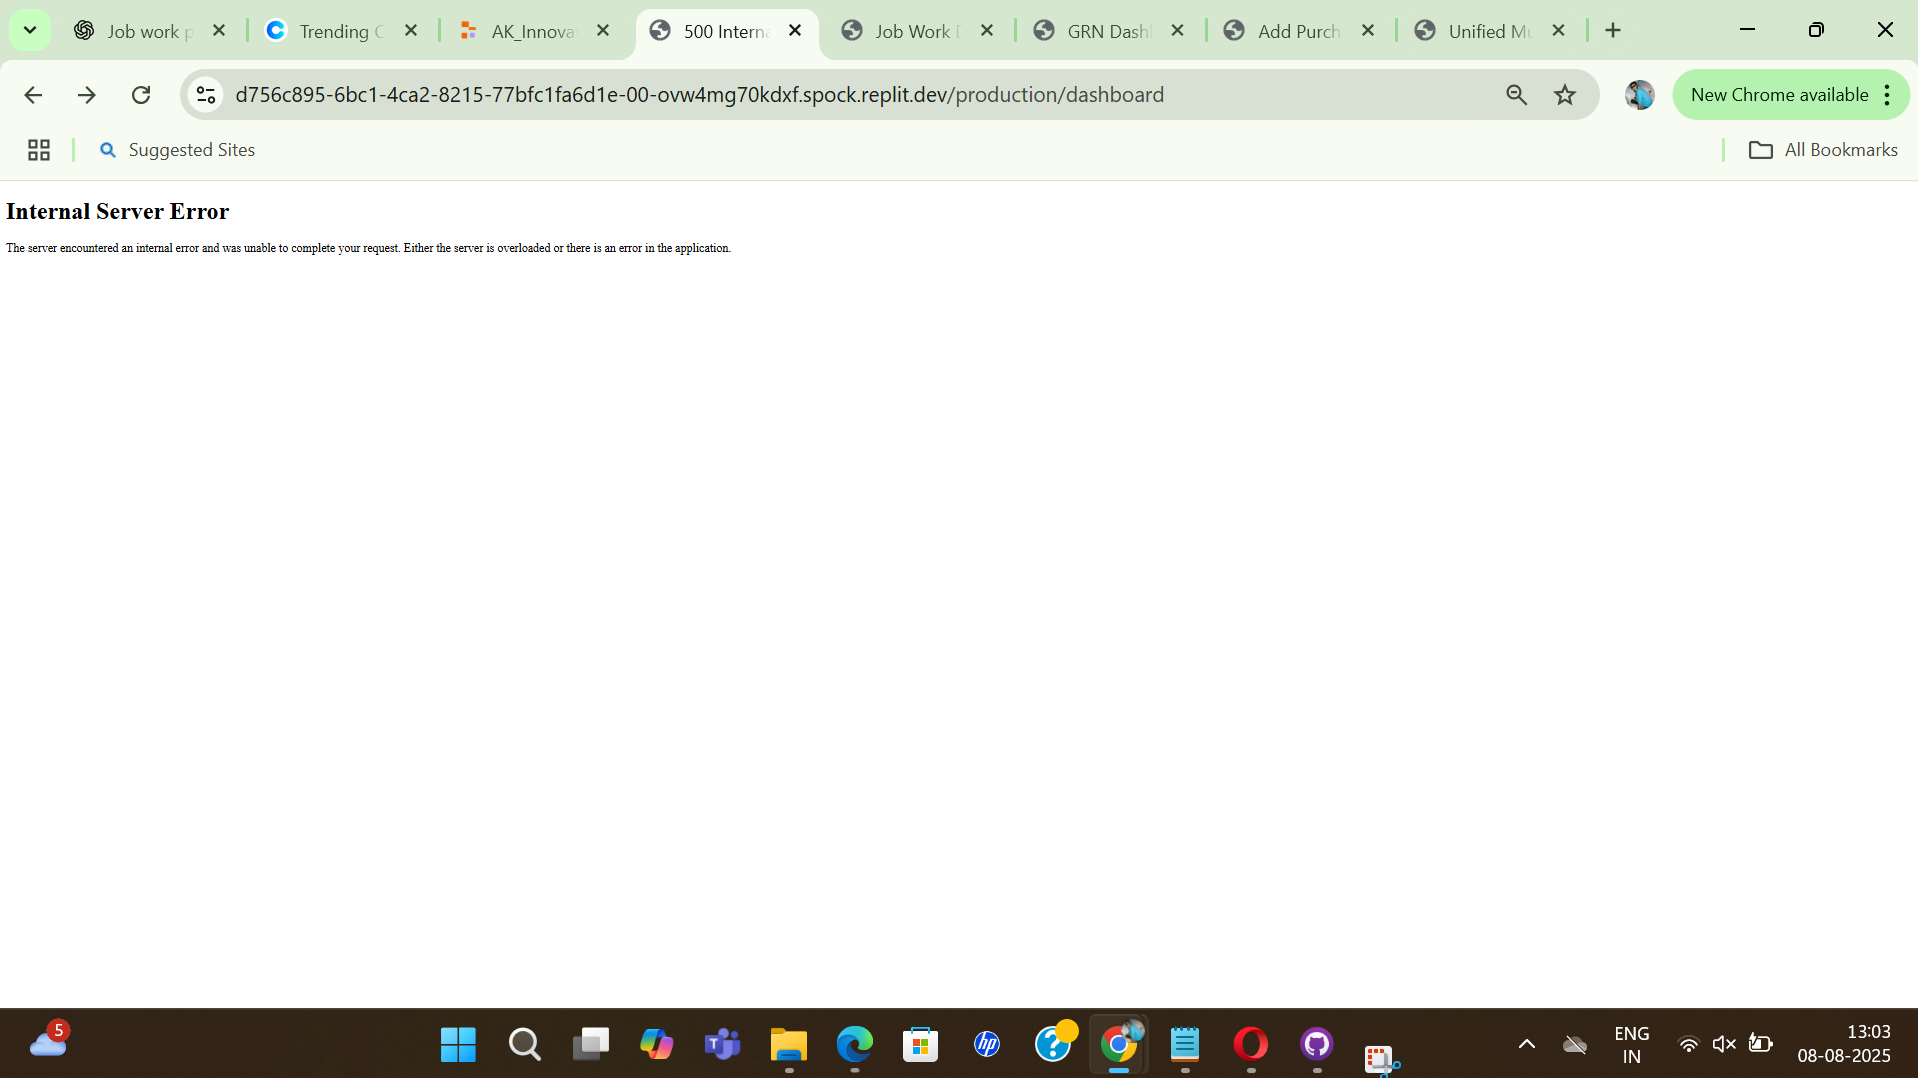 Job work p
Trending C
AK_Innova
500 Interna
Job Work D
GRN Dash
Add Purch
Unified Mu
d756c895-6bc1-4ca2-8215-77bfc1fa6d1e-00-ovw4mg70kdxf.spock.replit.dev/production/dashboard
New Chrome available
Suggested Sites
All Bookmarks
Internal Server Error
The server encountered an internal error and was unable to complete your request. Either the server is overloaded or there is an error in the application.
5
hp
ENG
IN
13:03
08-08-2025